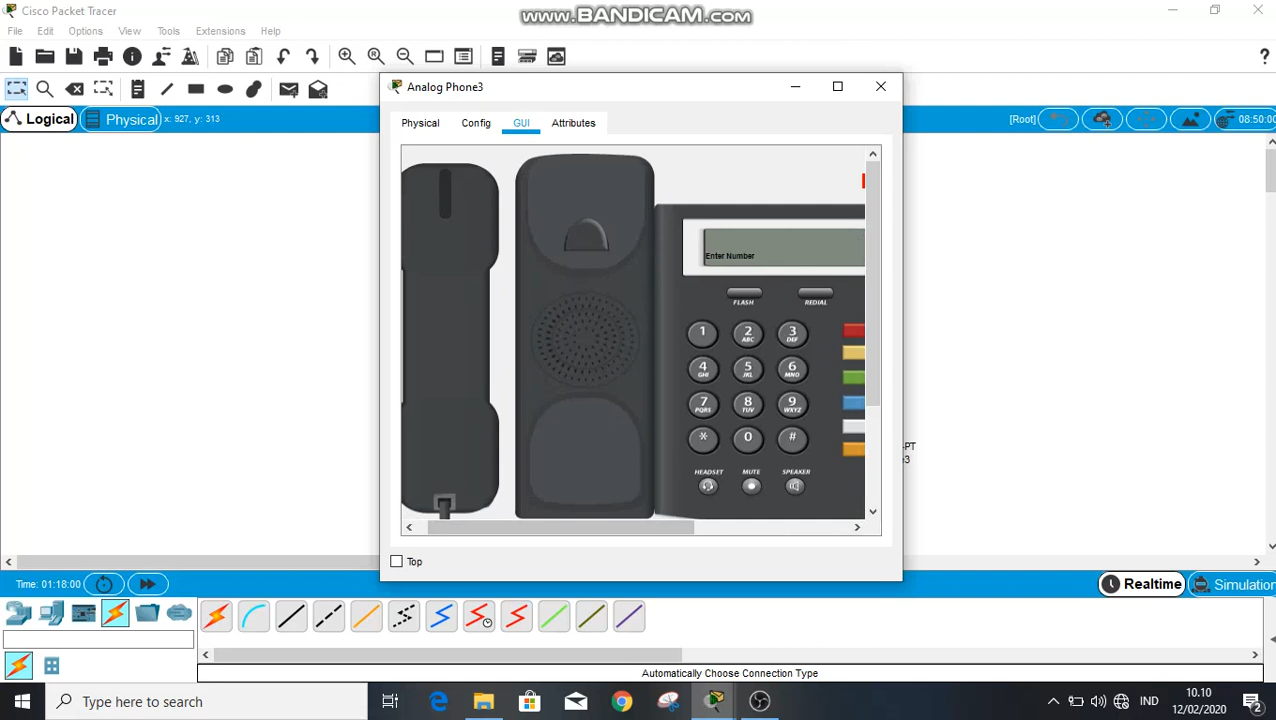 Cisco Packet Tracer
www.BANDICAM.com
File Edit Options View Tools Extensions Help
Analog Phone3
Logical Physical x: 927, y: 313
[Root] 08:50:00
Physical Config GUI Attributes
Enter Number
FLASH REDIAL
1 2 ABC 3 DEF
4 GHI 5 JKL 6 MNO
7 PQRS 8 TUV 9 WXYZ
* 0 #
HEADSET MUTE SPEAKER
-PT
-3
Top
Time: 01:18:00
Realtime Simulation
Automatically Choose Connection Type
Type here to search
IND
10.10
12/02/2020
2